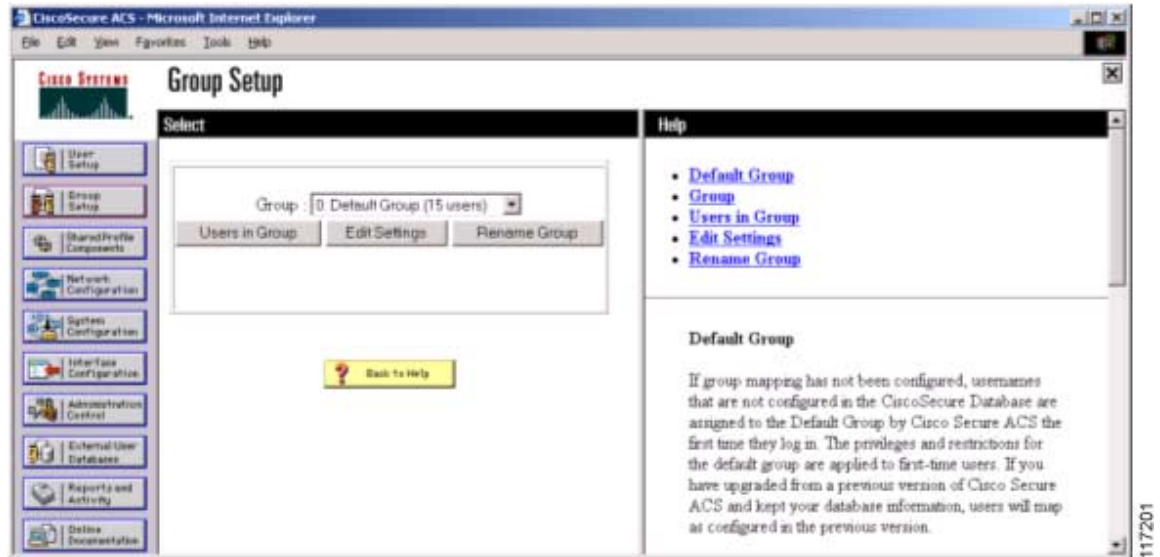 CiscoSecure ACS - Microsoft Internet Explorer
File Edit View Favorites Tools Help
CISCO SYSTEMS
Group Setup
Select
Help
User
Setup
Group
Setup
Shared Profile
Components
Network
Configuration
System
Configuration
Interface
Configuration
Administration
Control
External User
Databases
Reports and
Activity
Online
Documentation
Group : 0: Default Group (15 users)
Users in Group Edit Settings Rename Group
Back to Help
Default Group
Group
Users in Group
Edit Settings
Rename Group
Default Group
If group mapping has not been configured, usernames
that are not configured in the CiscoSecure Database are
assigned to the Default Group by Cisco Secure ACS the
first time they log in. The privileges and restrictions for
the default group are applied to first-time users. If you
have upgraded from a previous version of Cisco Secure
ACS and kept your database information, users will map
as configured in the previous version.
117201